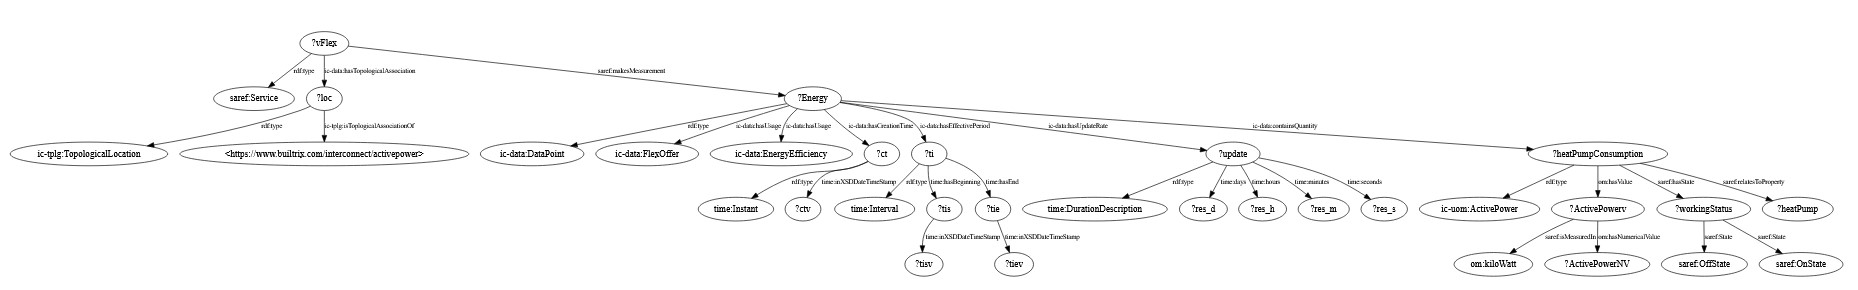 ?vFlex
rdf:type
ic-data:hasTopologicalAssociation
saref:makesMeasurement
saref:Service
?loc
?Energy
rdf:type
ic-tplg:isToplogicalAssociationOf
rdf:type
ic-data:hasUsage
ic-data:hasUsage
ic-data:hasCreationTime
ic-data:hasEffectivePeriod
ic-data:hasUpdateRate
ic-data:containsQuantity
ic-tplg:TopologicalLocation
<https://www.builtrix.com/interconnect/activepower>
ic-data:DataPoint
ic-data:FlexOffer
ic-data:EnergyEfficiency
?ct
?ti
?update
?heatPumpConsumption
rdf:type
time:inXSDDateTimeStamp
rdf:type
time:hasBeginning
time:hasEnd
rdf:type
time:days
time:hours
time:minutes
time:seconds
rdf:type
om:hasValue
saref:hasState
saref:relatesToProperty
time:Instant
?ctv
time:Interval
?tis
?tie
time:DurationDescription
?res_d
?res_h
?res_m
?res_s
ic-uom:ActivePower
?ActivePowerv
?workingStatus
?heatPump
time:inXSDDateTimeStamp
time:inXSDDateTimeStamp
saref:isMeasuredIn
om:hasNumericalValue
saref:State
saref:State
?tisv
?tiev
om:kiloWatt
?ActivePowerNV
saref:OffState
saref:OnState